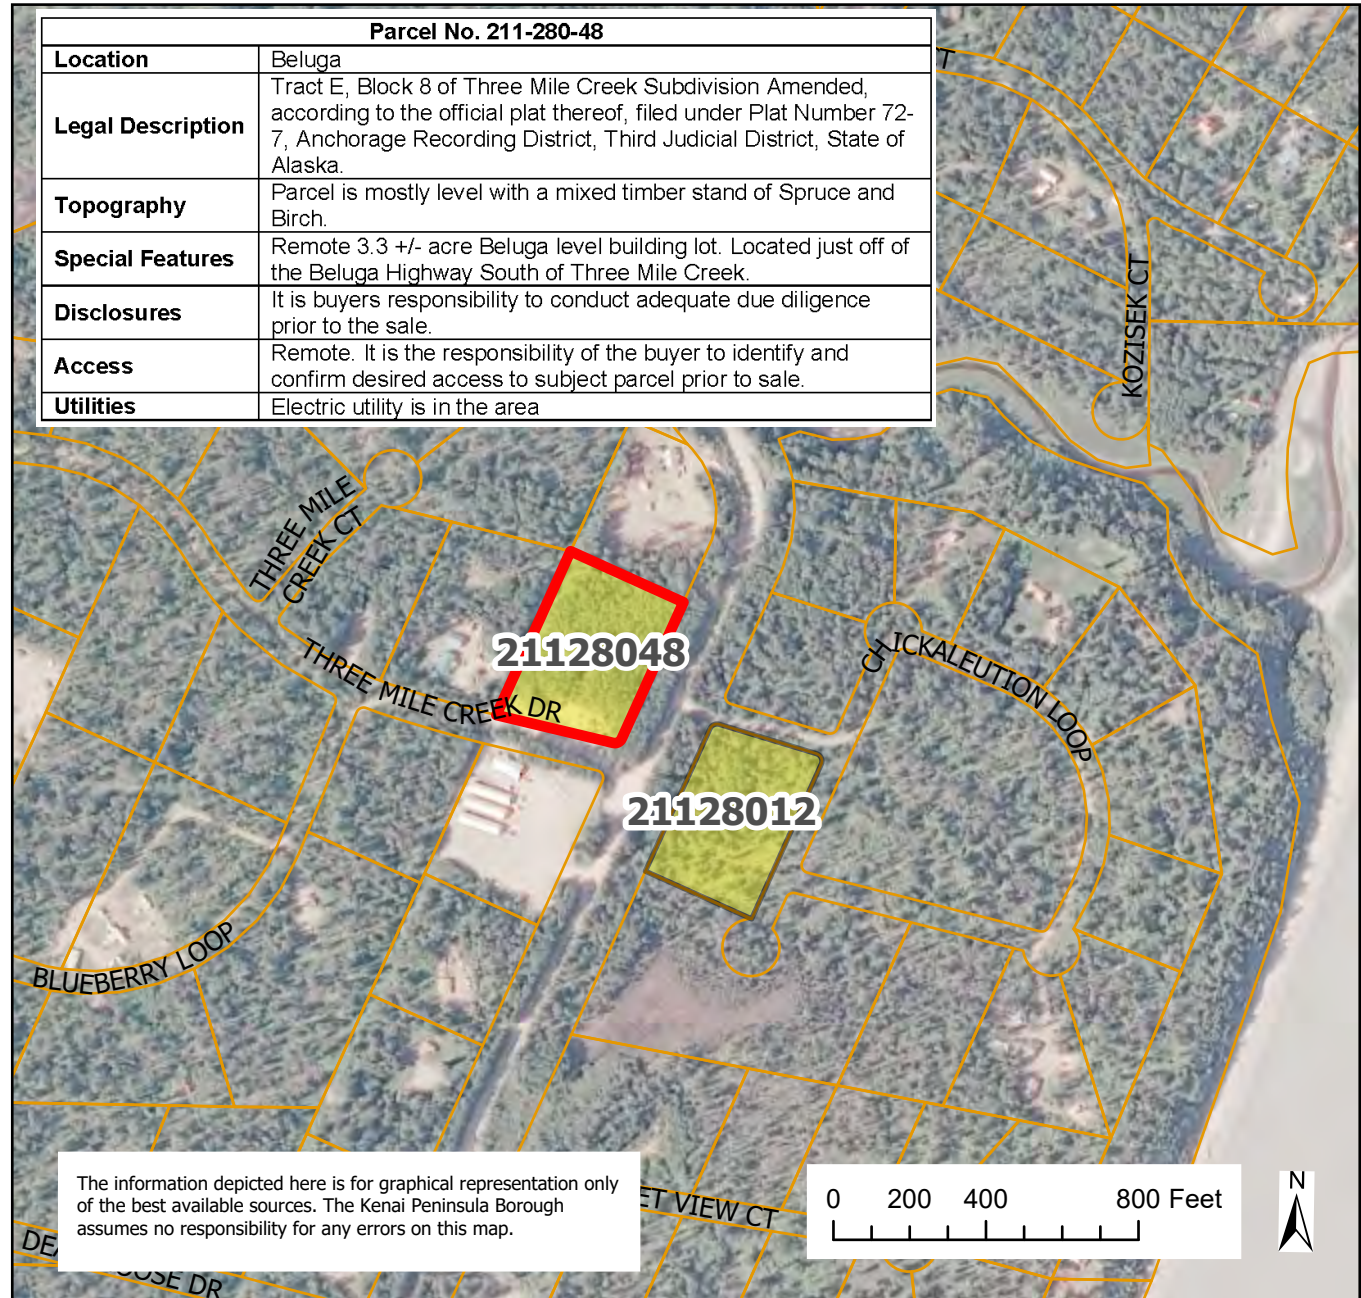 Parcel No. 211-280-48
Location Beluga
Legal Description Tract E, Block 8 of Three Mile Creek Subdivision Amended,
according to the official plat thereof, filed under Plat Number 72-
7, Anchorage Recording District, Third Judicial District, State of
Alaska.
Topography Parcel is mostly level with a mixed timber stand of Spruce and
Birch.
Special Features Remote 3.3 +/- acre Beluga level building lot. Located just off of
the Beluga Highway South of Three Mile Creek.
Disclosures It is buyers responsibility to conduct adequate due diligence
prior to the sale.
Access Remote. It is the responsibility of the buyer to identify and
confirm desired access to subject parcel prior to sale.
Utilities Electric utility is in the area
T
KOZISEK CT
THREE MILE
CREEK CT
21128048
THREE MILE CREEK DR
CHICKALEUTION LOOP
21128012
BLUEBERRY LOOP
The information depicted here is for graphical representation only
of the best available sources. The Kenai Peninsula Borough
assumes no responsibility for any errors on this map.
ET VIEW CT
0 200 400 800 Feet
N
DE
OSE DR